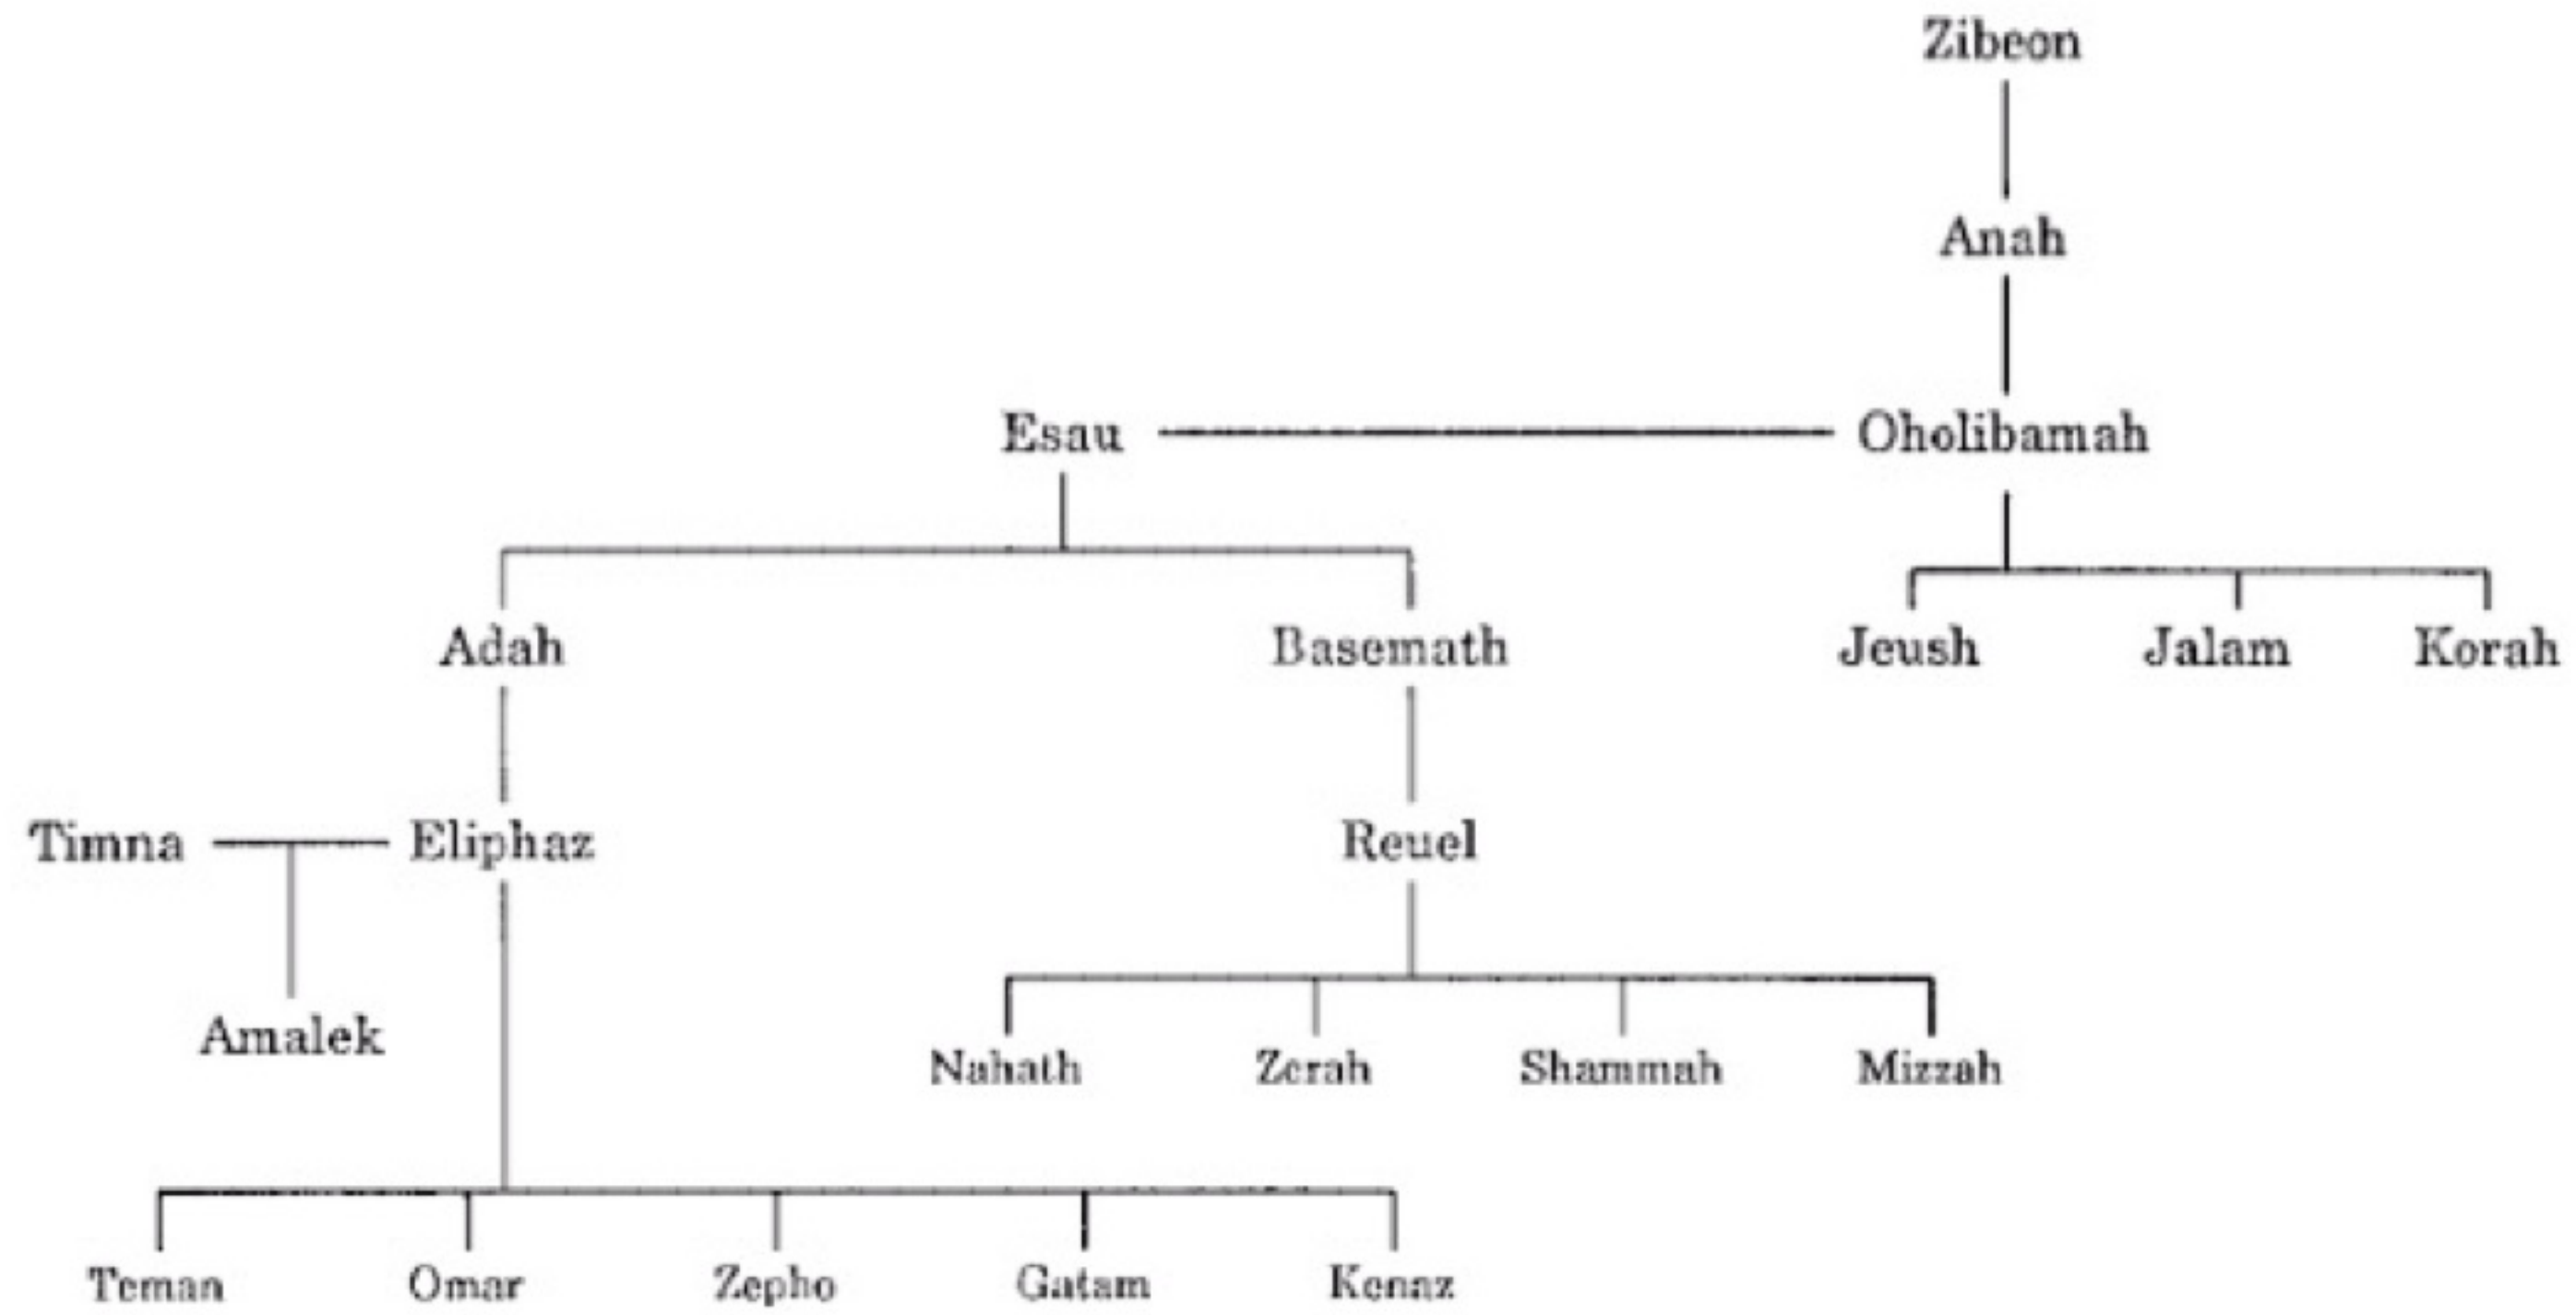 Zibeon
Anah
Esau Oholibamah
Adah Basemath Jeush Jalam Korah
Timna Eliphaz Reuel
Amalek
Nahath Zerah Shammah Mizzah
Teman Omar Zepho Gatam Kenaz